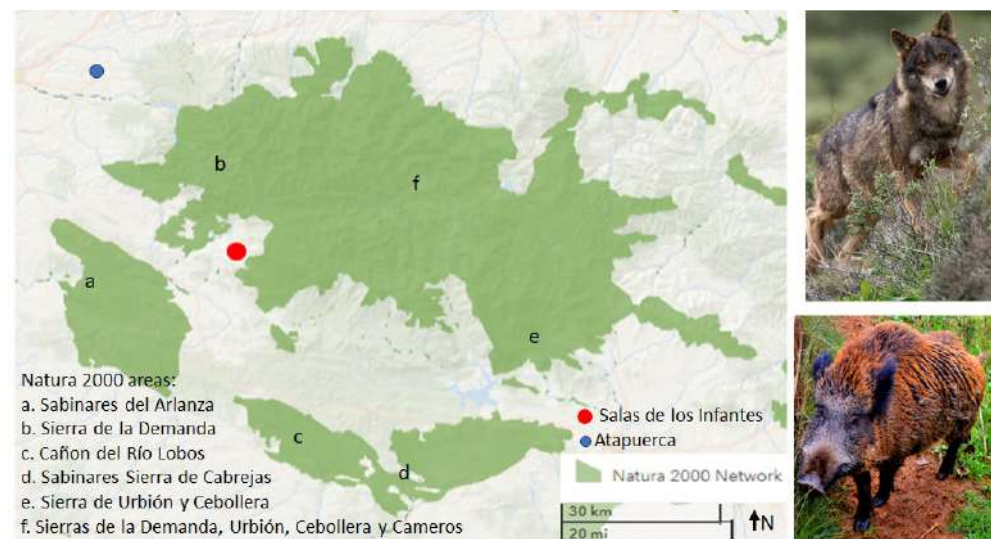 b
f
a
e
Natura 2000 areas:
a. Sabinares del Arlanza
b. Sierra de la Demanda
c. Cañon del Río Lobos
d. Sabinares Sierra de Cabrejas
e. Sierra de Urbión y Cebollera
f. Sierras de la Demanda, Urbión, Cebollera y Cameros
c
d
Salas de los Infantes
Atapuerca
Natura 2000 Network
30 km
20 mi
N